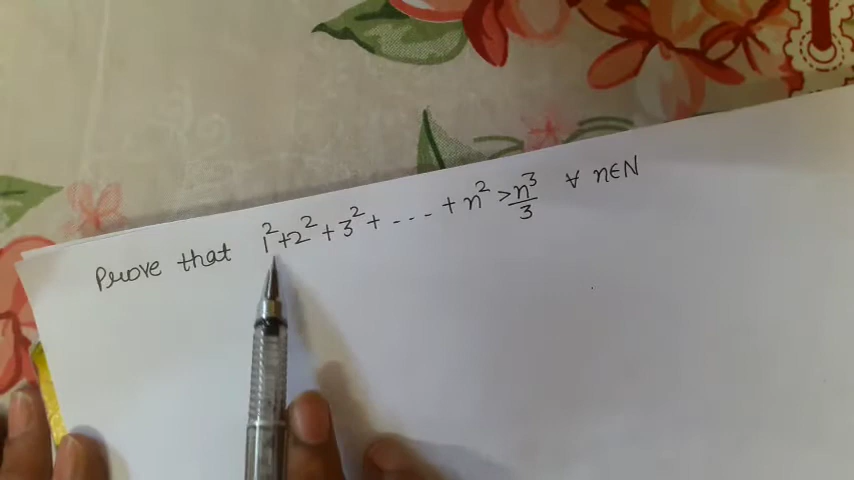 Prove that 1² + 2² + 3² + - - - - + n² > n³/3 ∀ n∈N